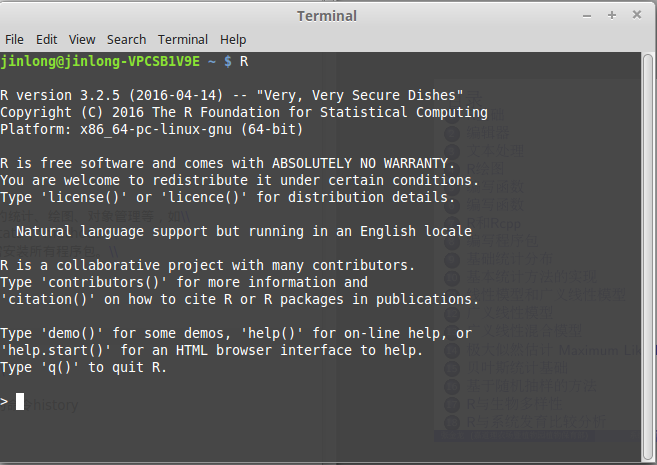 Terminal
File Edit View Search Terminal Help
jinlong@jinlong-VPCSB1V9E ~ $ R
R version 3.2.5 (2016-04-14) -- "Very, Very Secure Dishes"
Copyright (C) 2016 The R Foundation for Statistical Computing
Platform: x86_64-pc-linux-gnu (64-bit)
R is free software and comes with ABSOLUTELY NO WARRANTY.
You are welcome to redistribute it under certain conditions.
Type 'license()' or 'licence()' for distribution details.
Natural language support but running in an English locale
R is a collaborative project with many contributors.
Type 'contributors()' for more information and
'citation()' on how to cite R or R packages in publications.
Type 'demo()' for some demos, 'help()' for on-line help, or
'help.start()' for an HTML browser interface to help.
Type 'q()' to quit R.
>